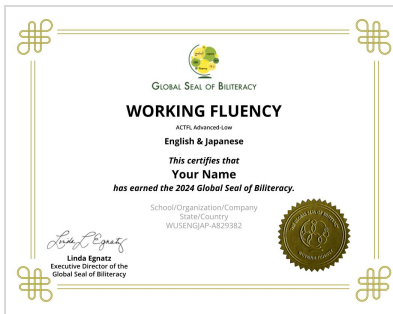 GLOBAL SEAL OF BILITERACY
WORKING FLUENCY
ACTFL Advanced-Low
English & Japanese
This certifies that
Your Name
has earned the 2024 Global Seal of Biliteracy.
School/Organization/Company
State/Country
WUSENGJAP-A829382
Linda Egnatz
Linda Egnatz
Executive Director of the
Global Seal of Biliteracy